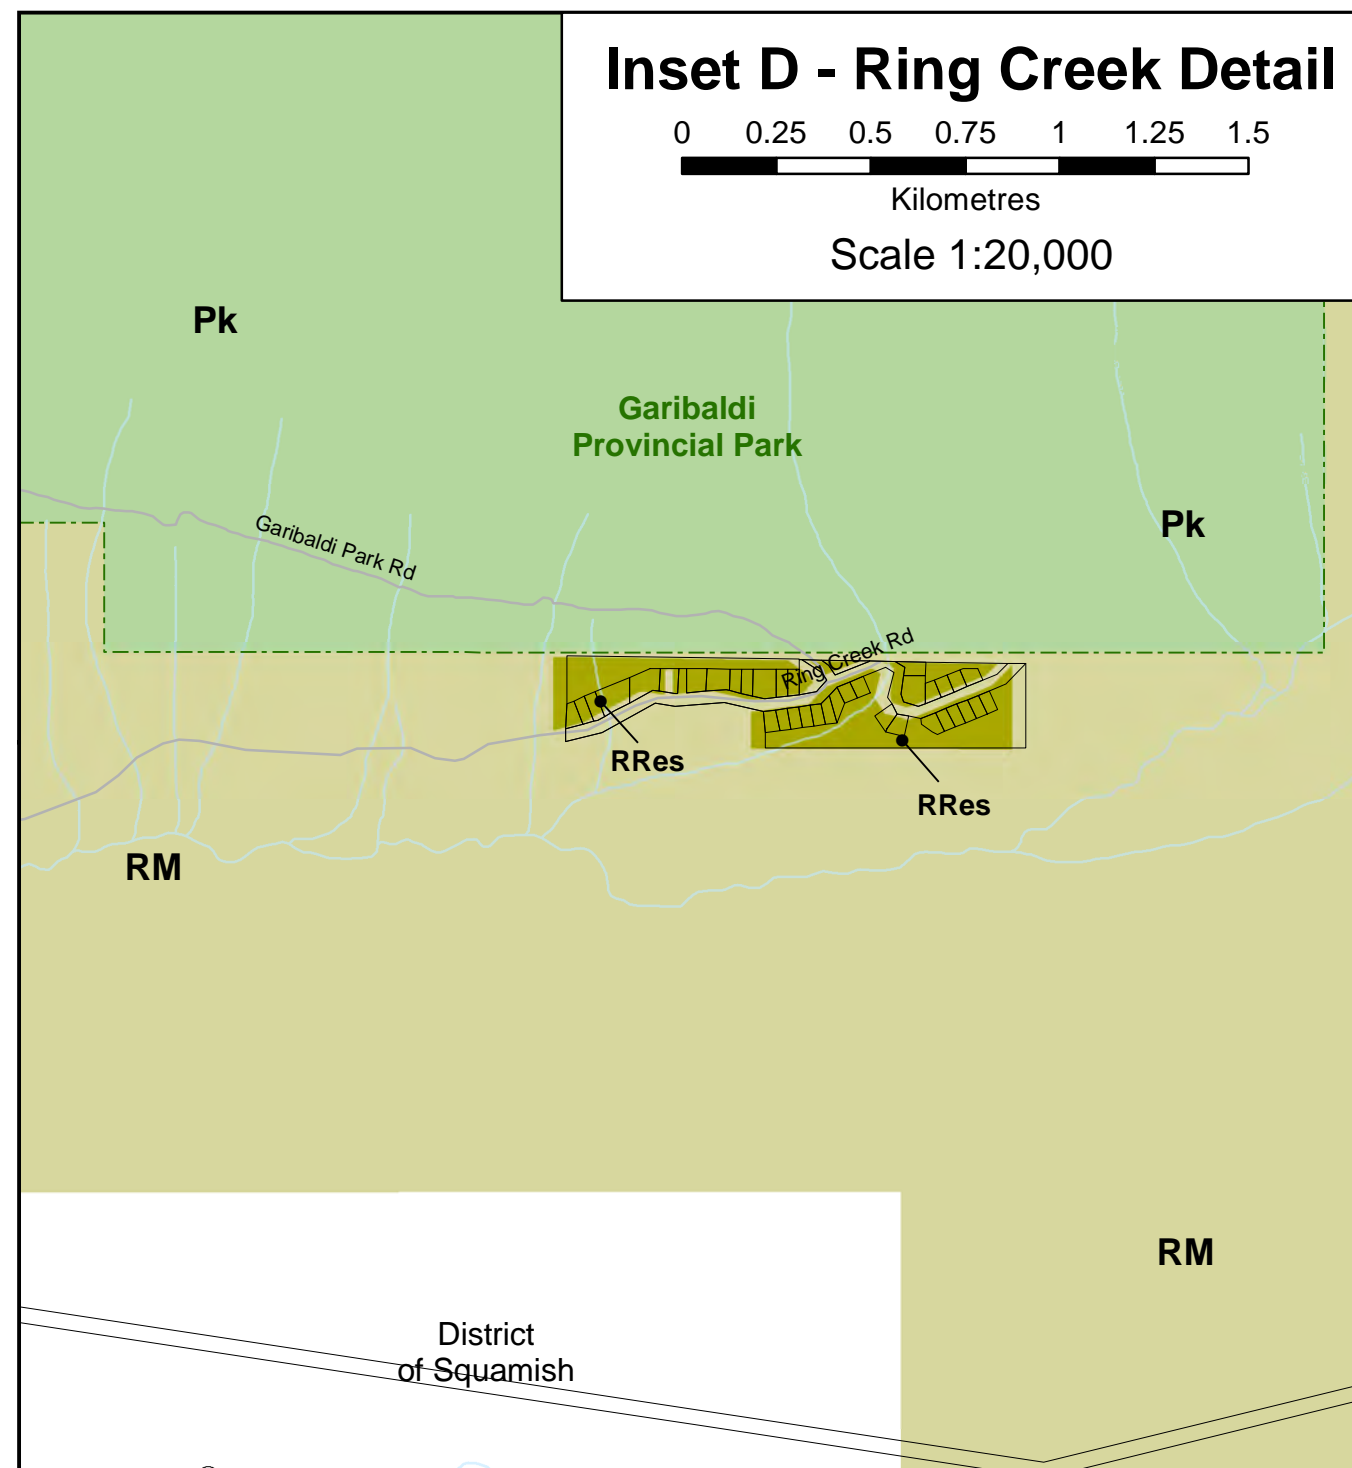 Inset D - Ring Creek Detail
0 0.25 0.5 0.75 1 1.25 1.5
Kilometres
Scale 1:20,000
Pk
Garibaldi
Provincial Park
Pk
Garibaldi Park Rd
Ring Creek Rd
RRes
RRes
RM
RM
District
of Squamish